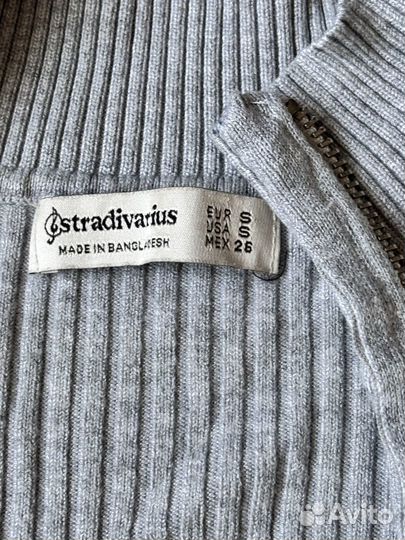 stradivarius
MADE IN BANGLADESH
EUR S
USA S
MEX 26
Avito